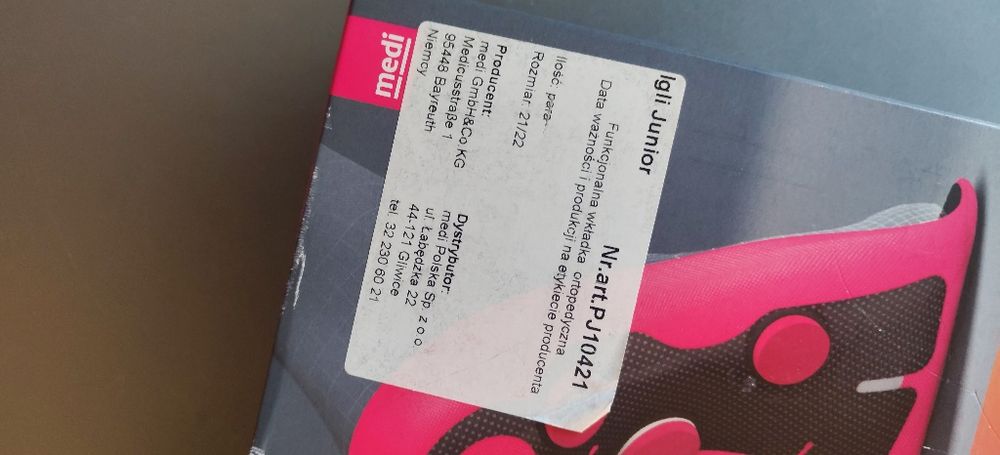 medi
Igli Junior Nr.art.PJ10421
Funkcjonalna wkładka ortopedyczna
Data ważności i produkcji na etykiecie producenta
Ilość: para
Rozmiar: 21/22
Producent:
medi GmbH&Co.KG
Medicusstraße 1
95448 Bayreuth
Niemcy
Dystrybutor:
medi Polska Sp. z o.o
ul. Łabędzka 22
44-121 Gliwice
tel. 32 230 60 21